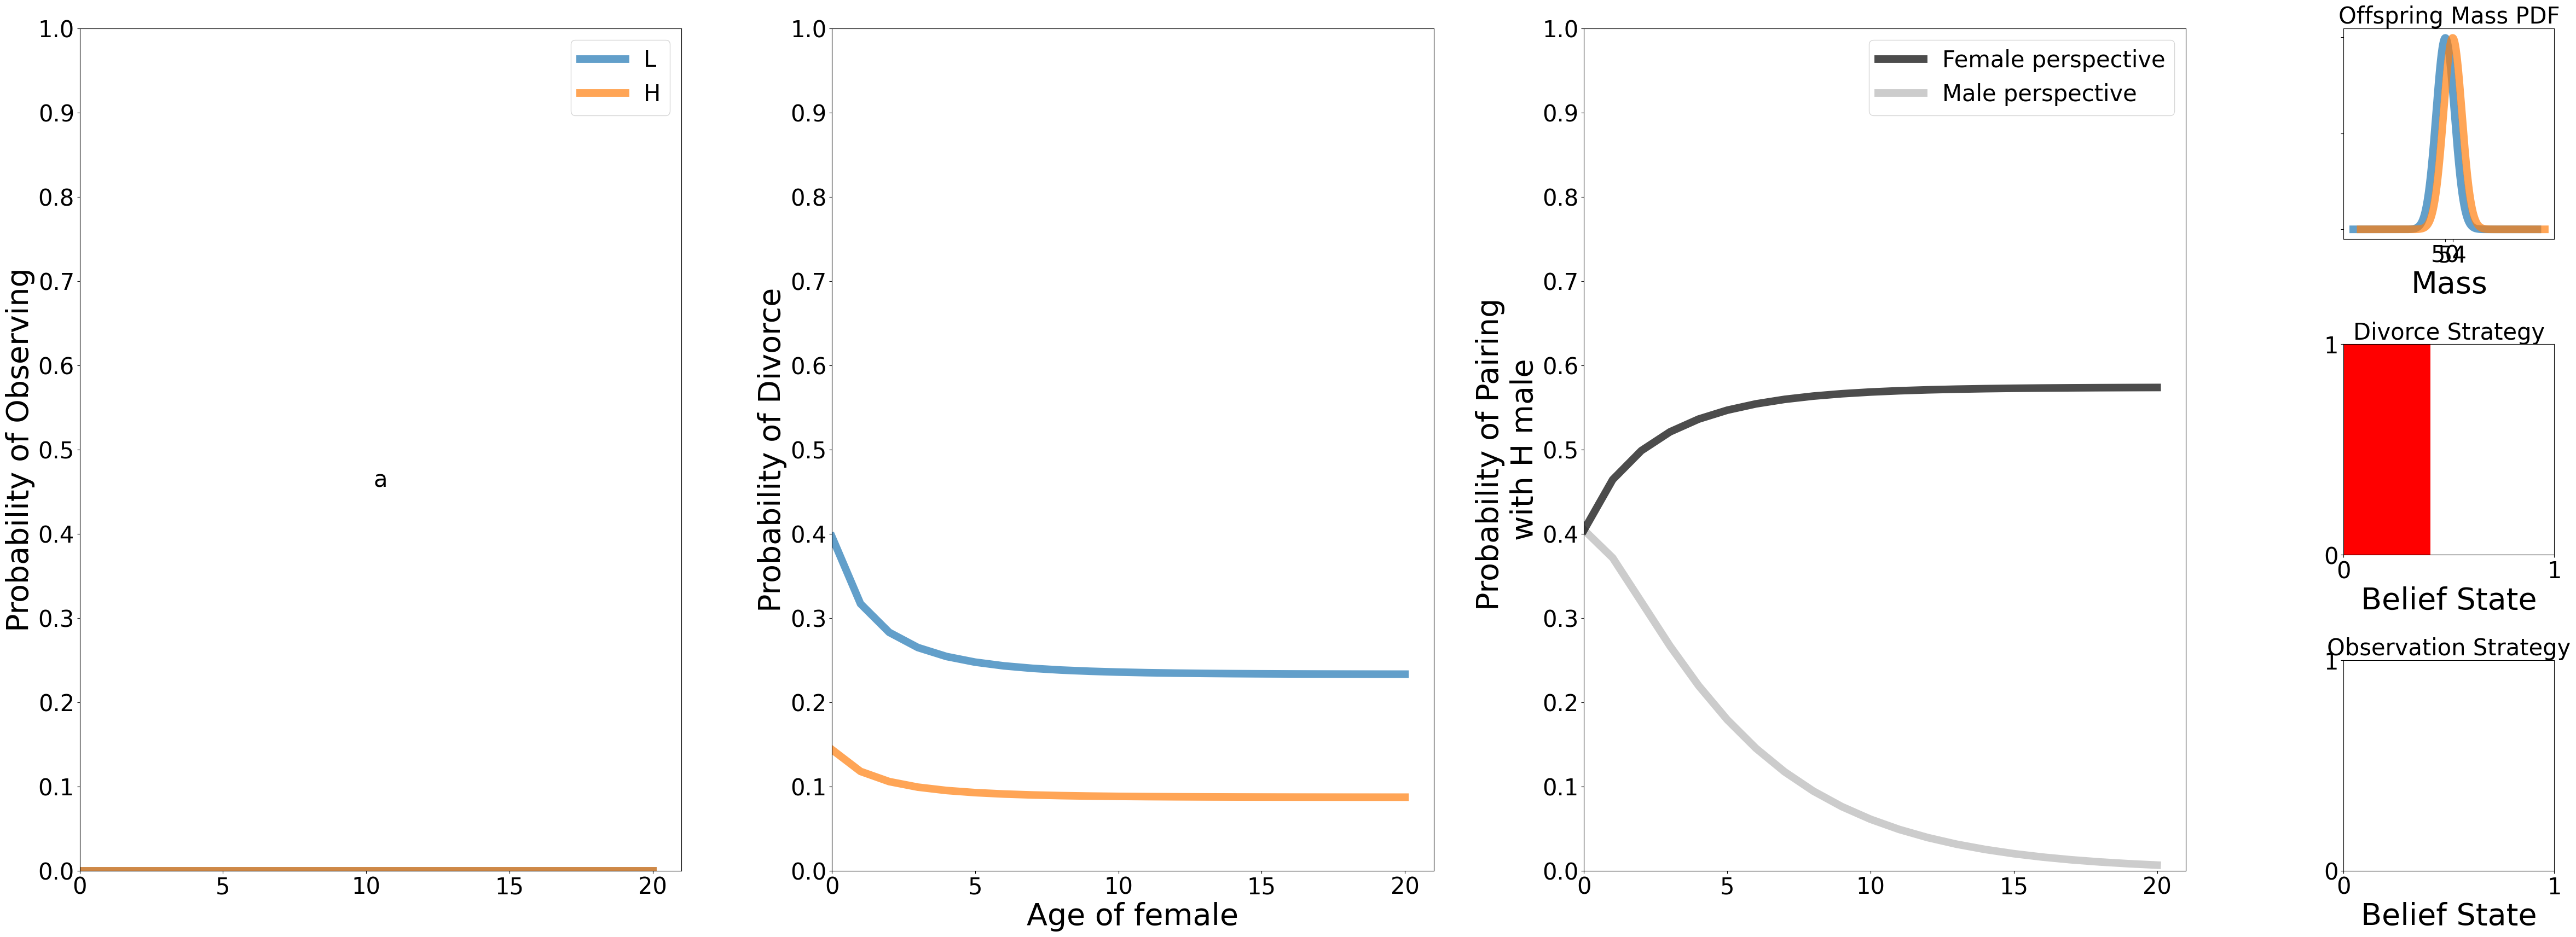 Probability of Observing
1.0
0.9
0.8
0.7
0.6
0.5
0.4
0.3
0.2
0.1
0.0
0 5 10 15 20
L
H
a
Probability of Divorce
1.0
0.9
0.8
0.7
0.6
0.5
0.4
0.3
0.2
0.1
0.0
0 5 10 15 20
Age of female
Probability of Pairing
with H male
1.0
0.9
0.8
0.7
0.6
0.5
0.4
0.3
0.2
0.1
0.0
0 5 10 15 20
Female perspective
Male perspective
Offspring Mass PDF
50 54
Mass
Divorce Strategy
1
0
0 1
Belief State
Observation Strategy
1
0
0 1
Belief State